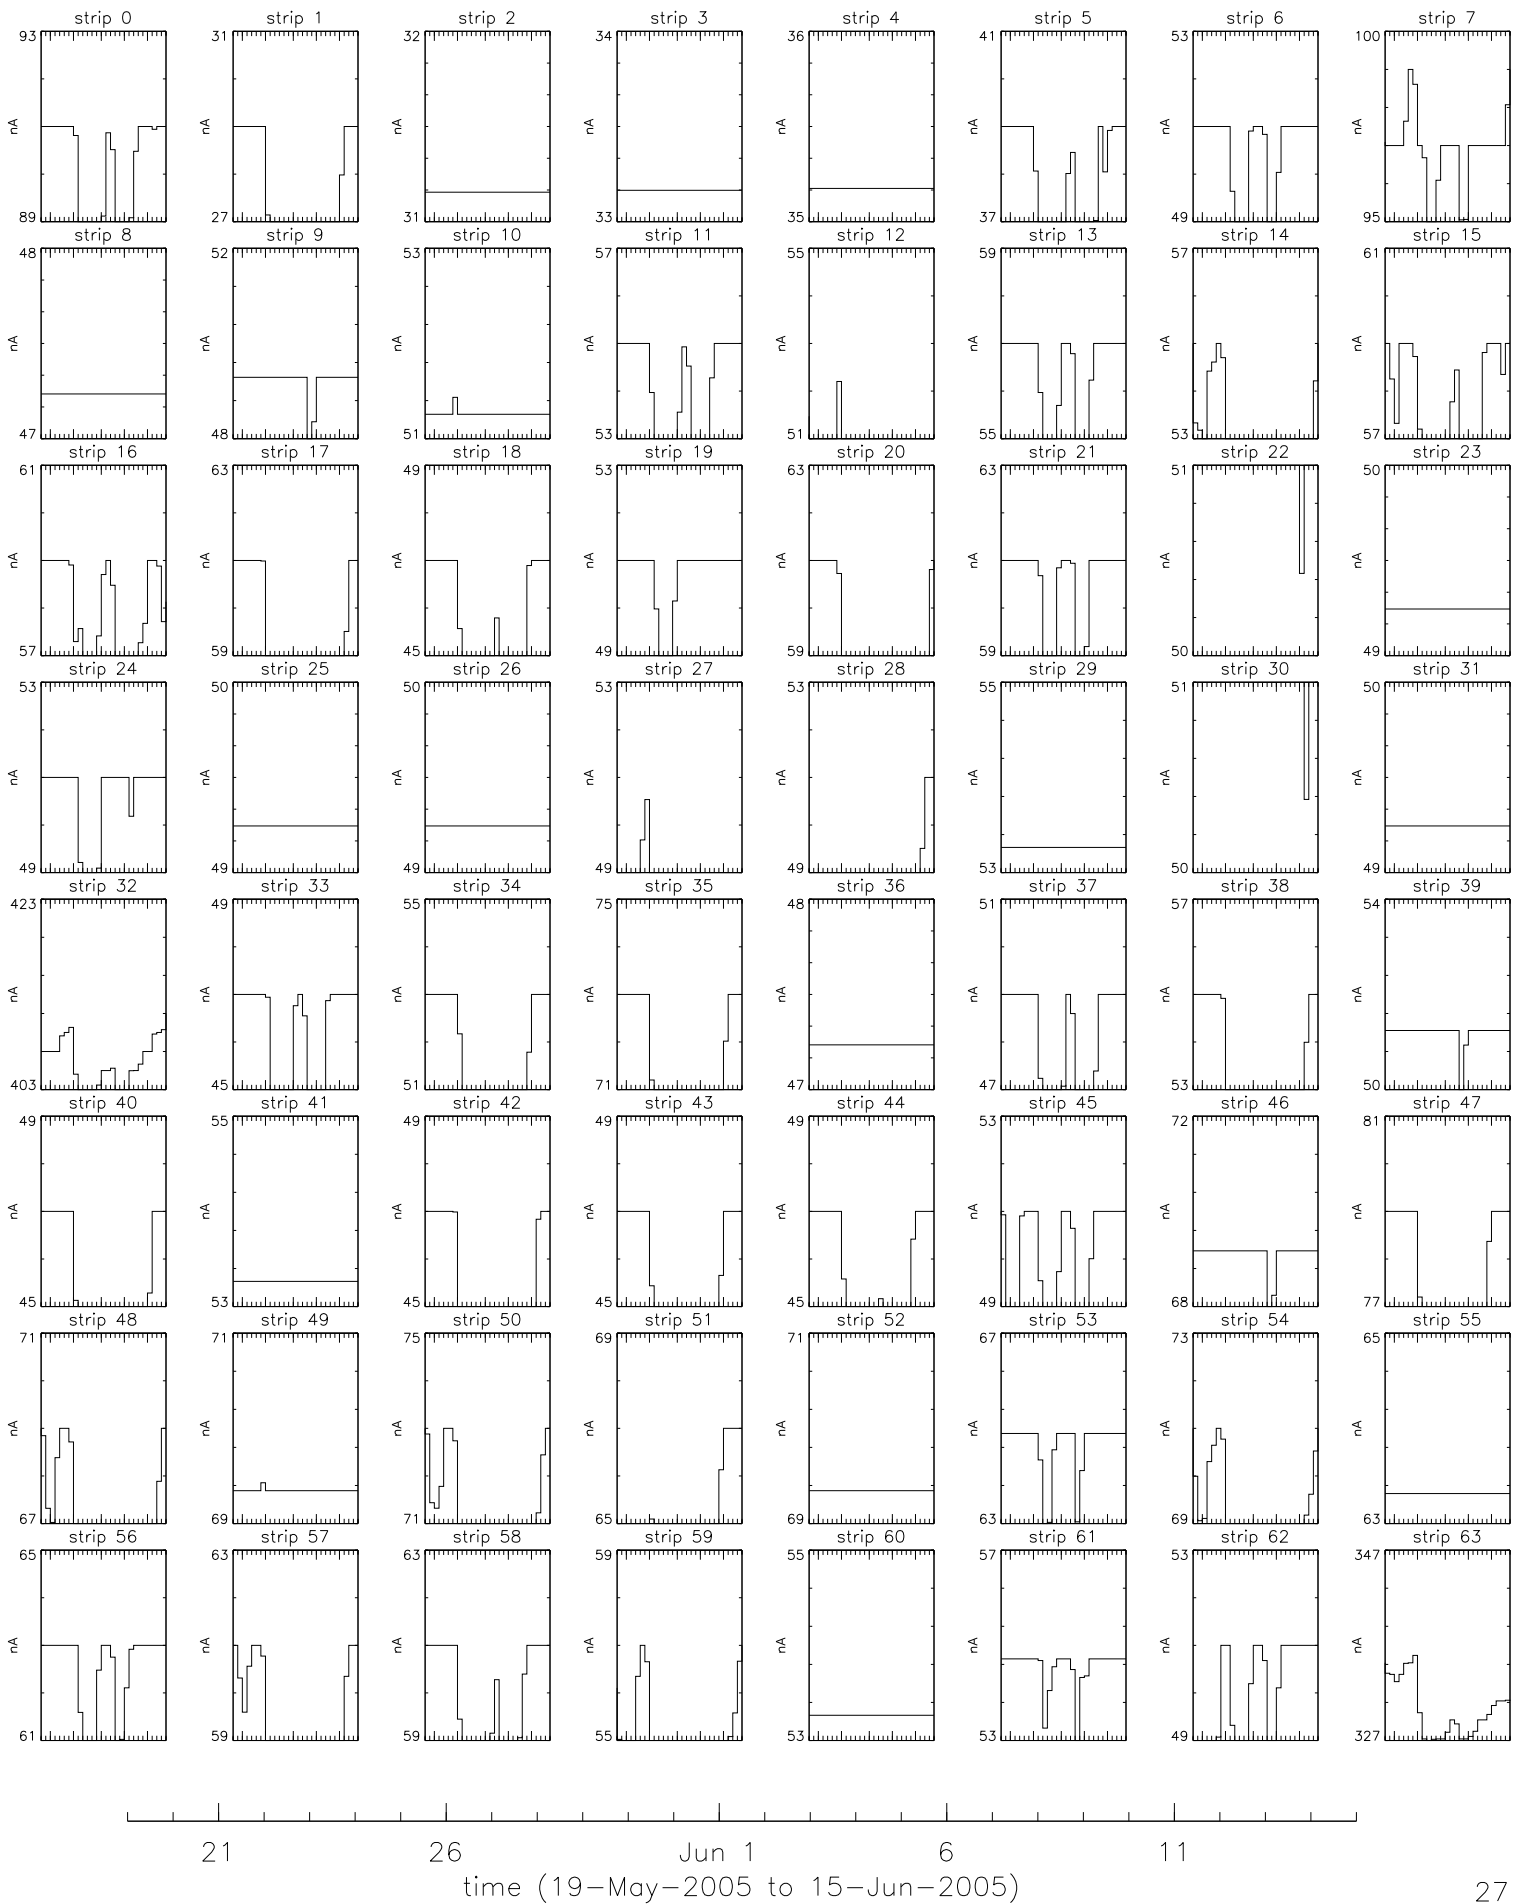 strip 0 strip 1 strip 2 strip 3 strip 4 strip 5 strip 6 strip 7
93 31 32 34 36 41 53 100
nA nA nA nA nA nA nA nA
89 27 31 33 35 37 49 95
strip 8 strip 9 strip 10 strip 11 strip 12 strip 13 strip 14 strip 15
48 52 53 57 55 59 57 61
nA nA nA nA nA nA nA nA
47 48 51 53 51 55 53 57
strip 16 strip 17 strip 18 strip 19 strip 20 strip 21 strip 22 strip 23
61 63 49 53 63 63 51 50
nA nA nA nA nA nA nA nA
57 59 45 49 59 59 50 49
strip 24 strip 25 strip 26 strip 27 strip 28 strip 29 strip 30 strip 31
53 50 50 53 53 55 51 50
nA nA nA nA nA nA nA nA
49 49 49 49 49 53 50 49
strip 32 strip 33 strip 34 strip 35 strip 36 strip 37 strip 38 strip 39
423 49 55 75 48 51 57 54
nA nA nA nA nA nA nA nA
403 45 51 71 47 47 53 50
strip 40 strip 41 strip 42 strip 43 strip 44 strip 45 strip 46 strip 47
49 55 49 49 49 53 72 81
nA nA nA nA nA nA nA nA
45 53 45 45 45 49 68 77
strip 48 strip 49 strip 50 strip 51 strip 52 strip 53 strip 54 strip 55
71 71 75 69 71 67 73 65
nA nA nA nA nA nA nA nA
67 69 71 65 69 63 69 63
strip 56 strip 57 strip 58 strip 59 strip 60 strip 61 strip 62 strip 63
65 63 63 59 55 57 53 347
nA nA nA nA nA nA nA nA
61 59 59 55 53 53 49 327
21 26 Jun 1 6 11
time (19-May-2005 to 15-Jun-2005)
27